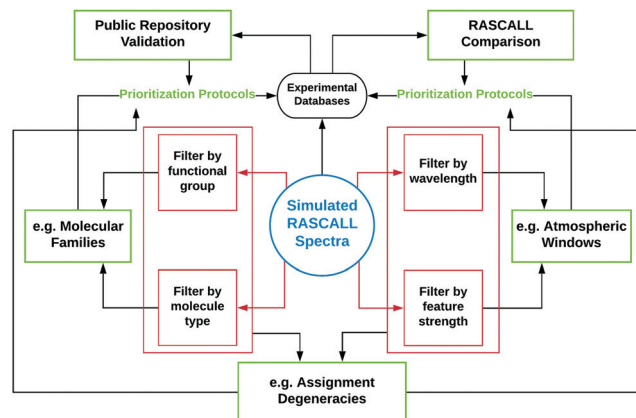 Public Repository
Validation
RASCALL
Comparison
Prioritization Protocols
Experimental
Databases
Prioritization Protocols
Filter by
functional
group
Simulated
RASCALL
Spectra
Filter by
wavelength
e.g. Molecular
Families
e.g. Atmospheric
Windows
Filter by
molecule
type
Filter by
feature
strength
e.g. Assignment
Degeneracies